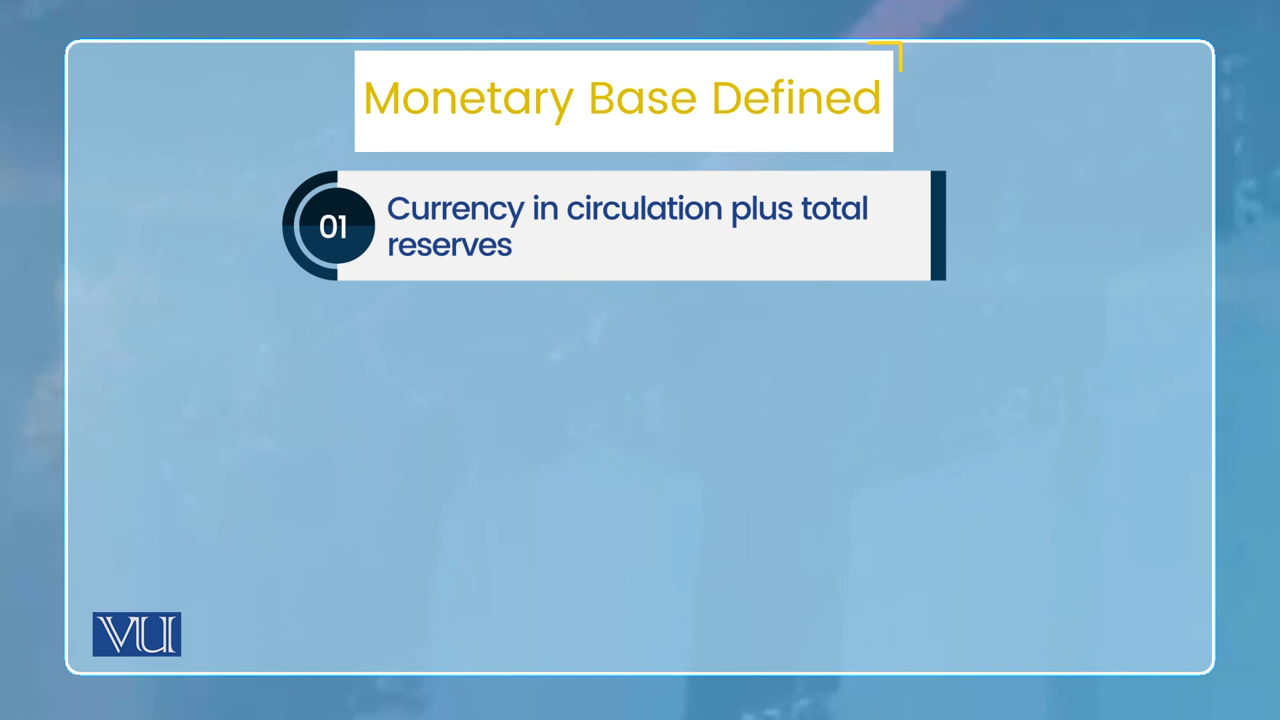 Monetary Base Defined
01
Currency in circulation plus total
reserves
VU